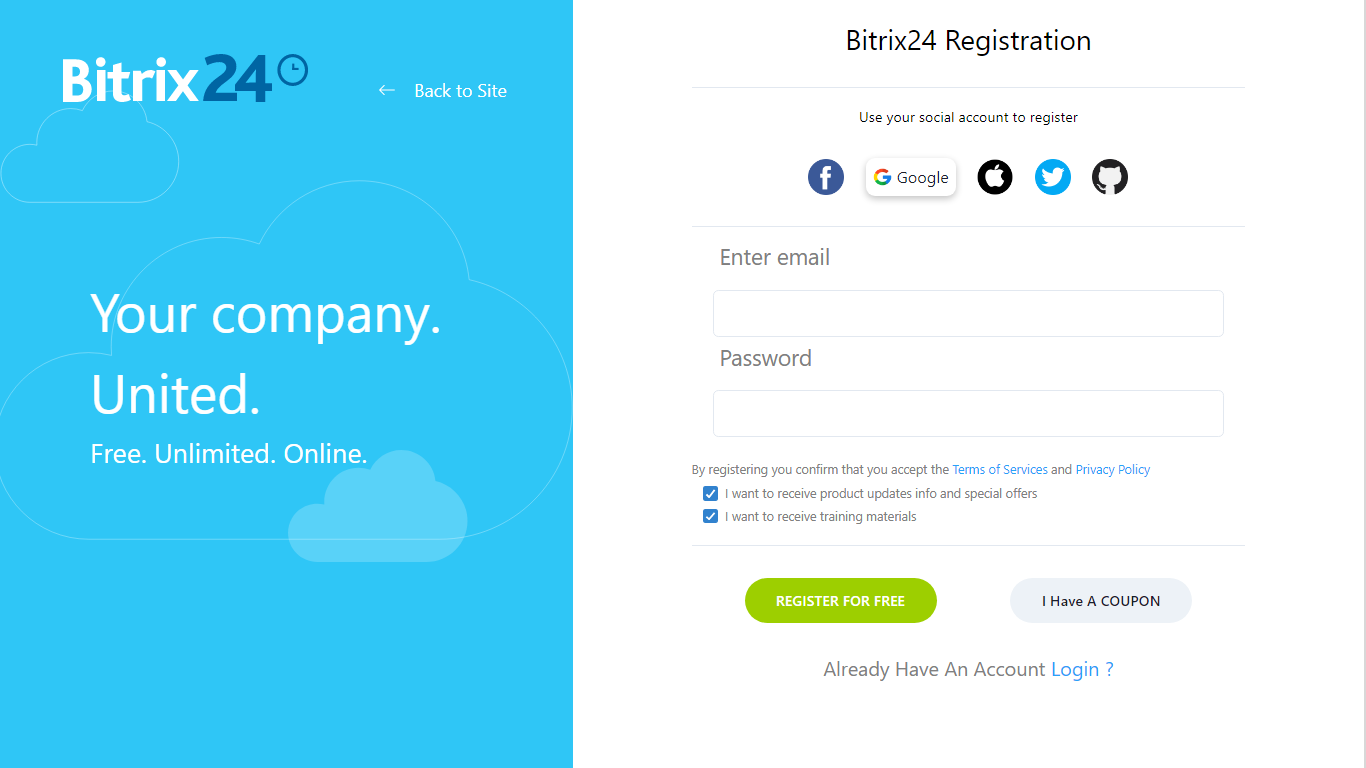 Bitrix24
Back to Site
Your company.
United.
Free. Unlimited. Online.
Bitrix24 Registration
Use your social account to register
Google
Enter email
Password
By registering you confirm that you accept the Terms of Services and Privacy Policy
I want to receive product updates info and special offers
I want to receive training materials
REGISTER FOR FREE
I Have A COUPON
Already Have An Account Login ?